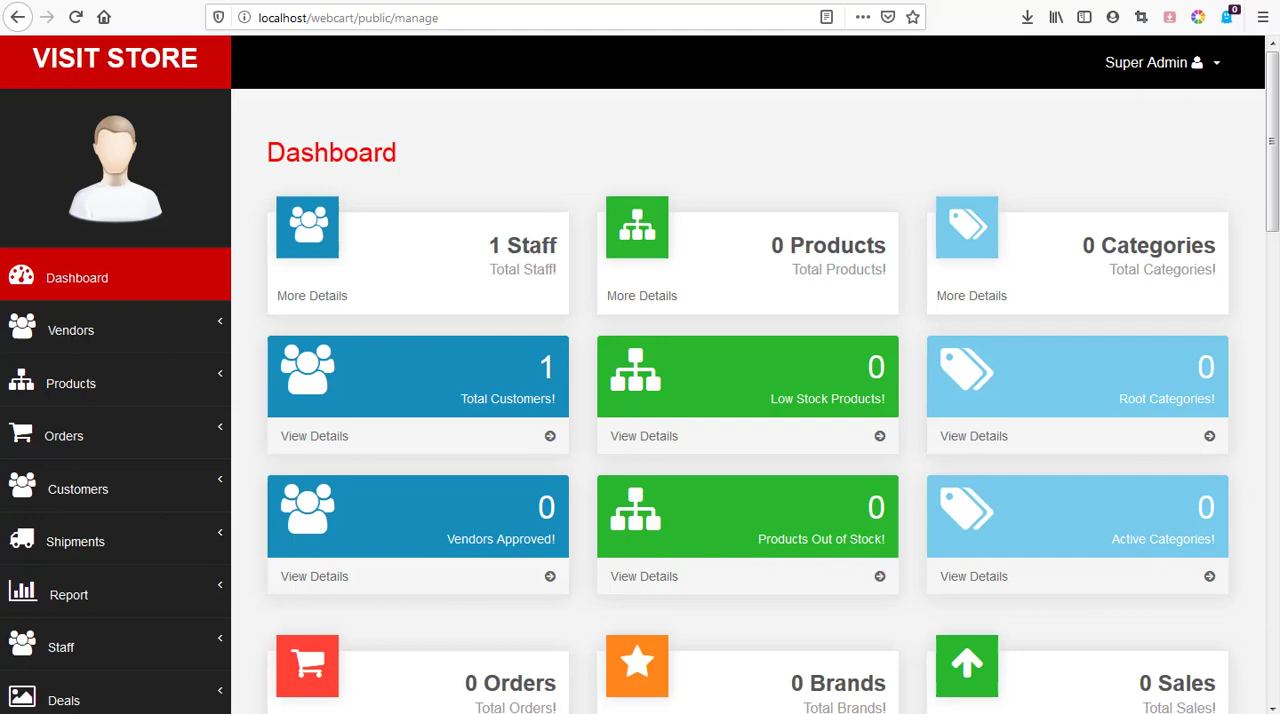 localhost/webcart/public/manage
0
VISIT STORE
Super Admin
Dashboard
Vendors
Products
Orders
Customers
Shipments
Report
Staff
Deals
Dashboard
1 Staff
Total Staff!
More Details
0 Products
Total Products!
More Details
0 Categories
Total Categories!
More Details
1
Total Customers!
View Details
0
Low Stock Products!
View Details
0
Root Categories!
View Details
0
Vendors Approved!
View Details
0
Products Out of Stock!
View Details
0
Active Categories!
View Details
0 Orders
Total Orders!
0 Brands
Total Brands!
0 Sales
Total Sales!